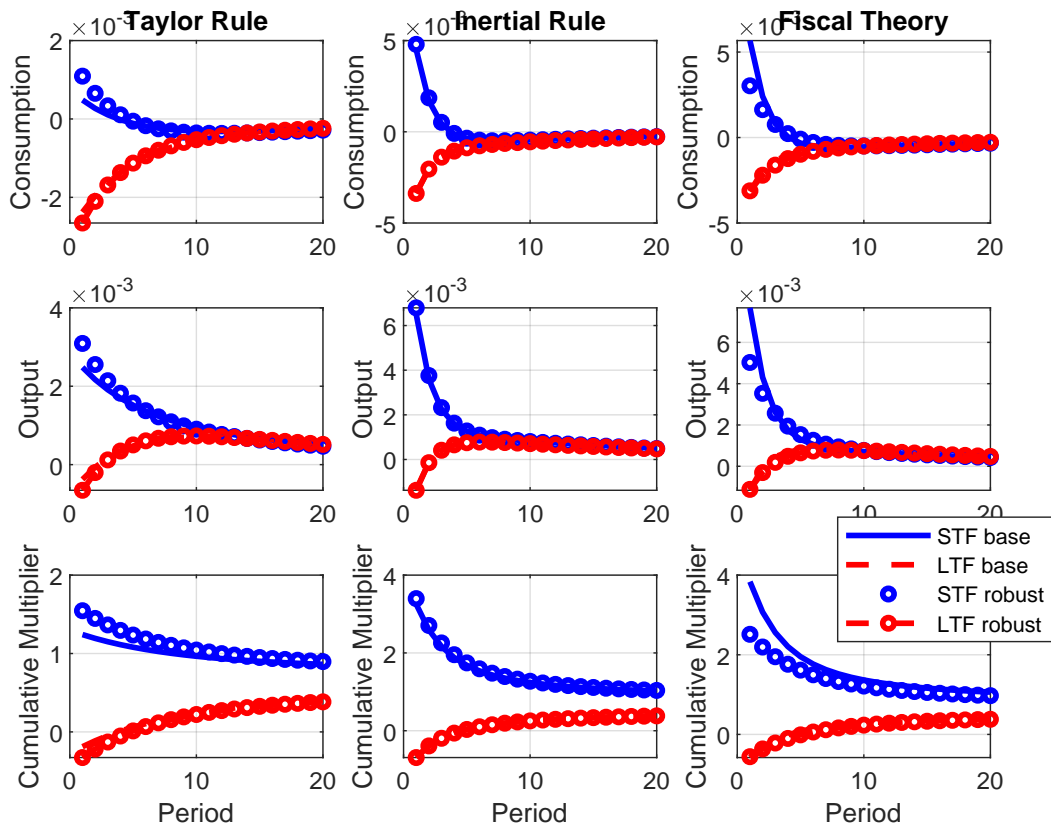 Taylor Rule
Inertial Rule
Fiscal Theory
×10⁻³
2
0
-2
Consumption
0 10 20
×10⁻³
5
0
-5
Consumption
0 10 20
5
0
-5
Consumption
0 10 20
×10⁻³
4
2
0
Output
0 10 20
×10⁻³
6
4
2
0
Output
0 10 20
×10⁻³
6
4
2
0
Output
0 10 20
2
1
0
Cumulative Multiplier
0 10 20
Period
4
2
0
Cumulative Multiplier
0 10 20
Period
4
2
0
Cumulative Multiplier
0 10 20
Period
STF base
LTF base
STF robust
LTF robust